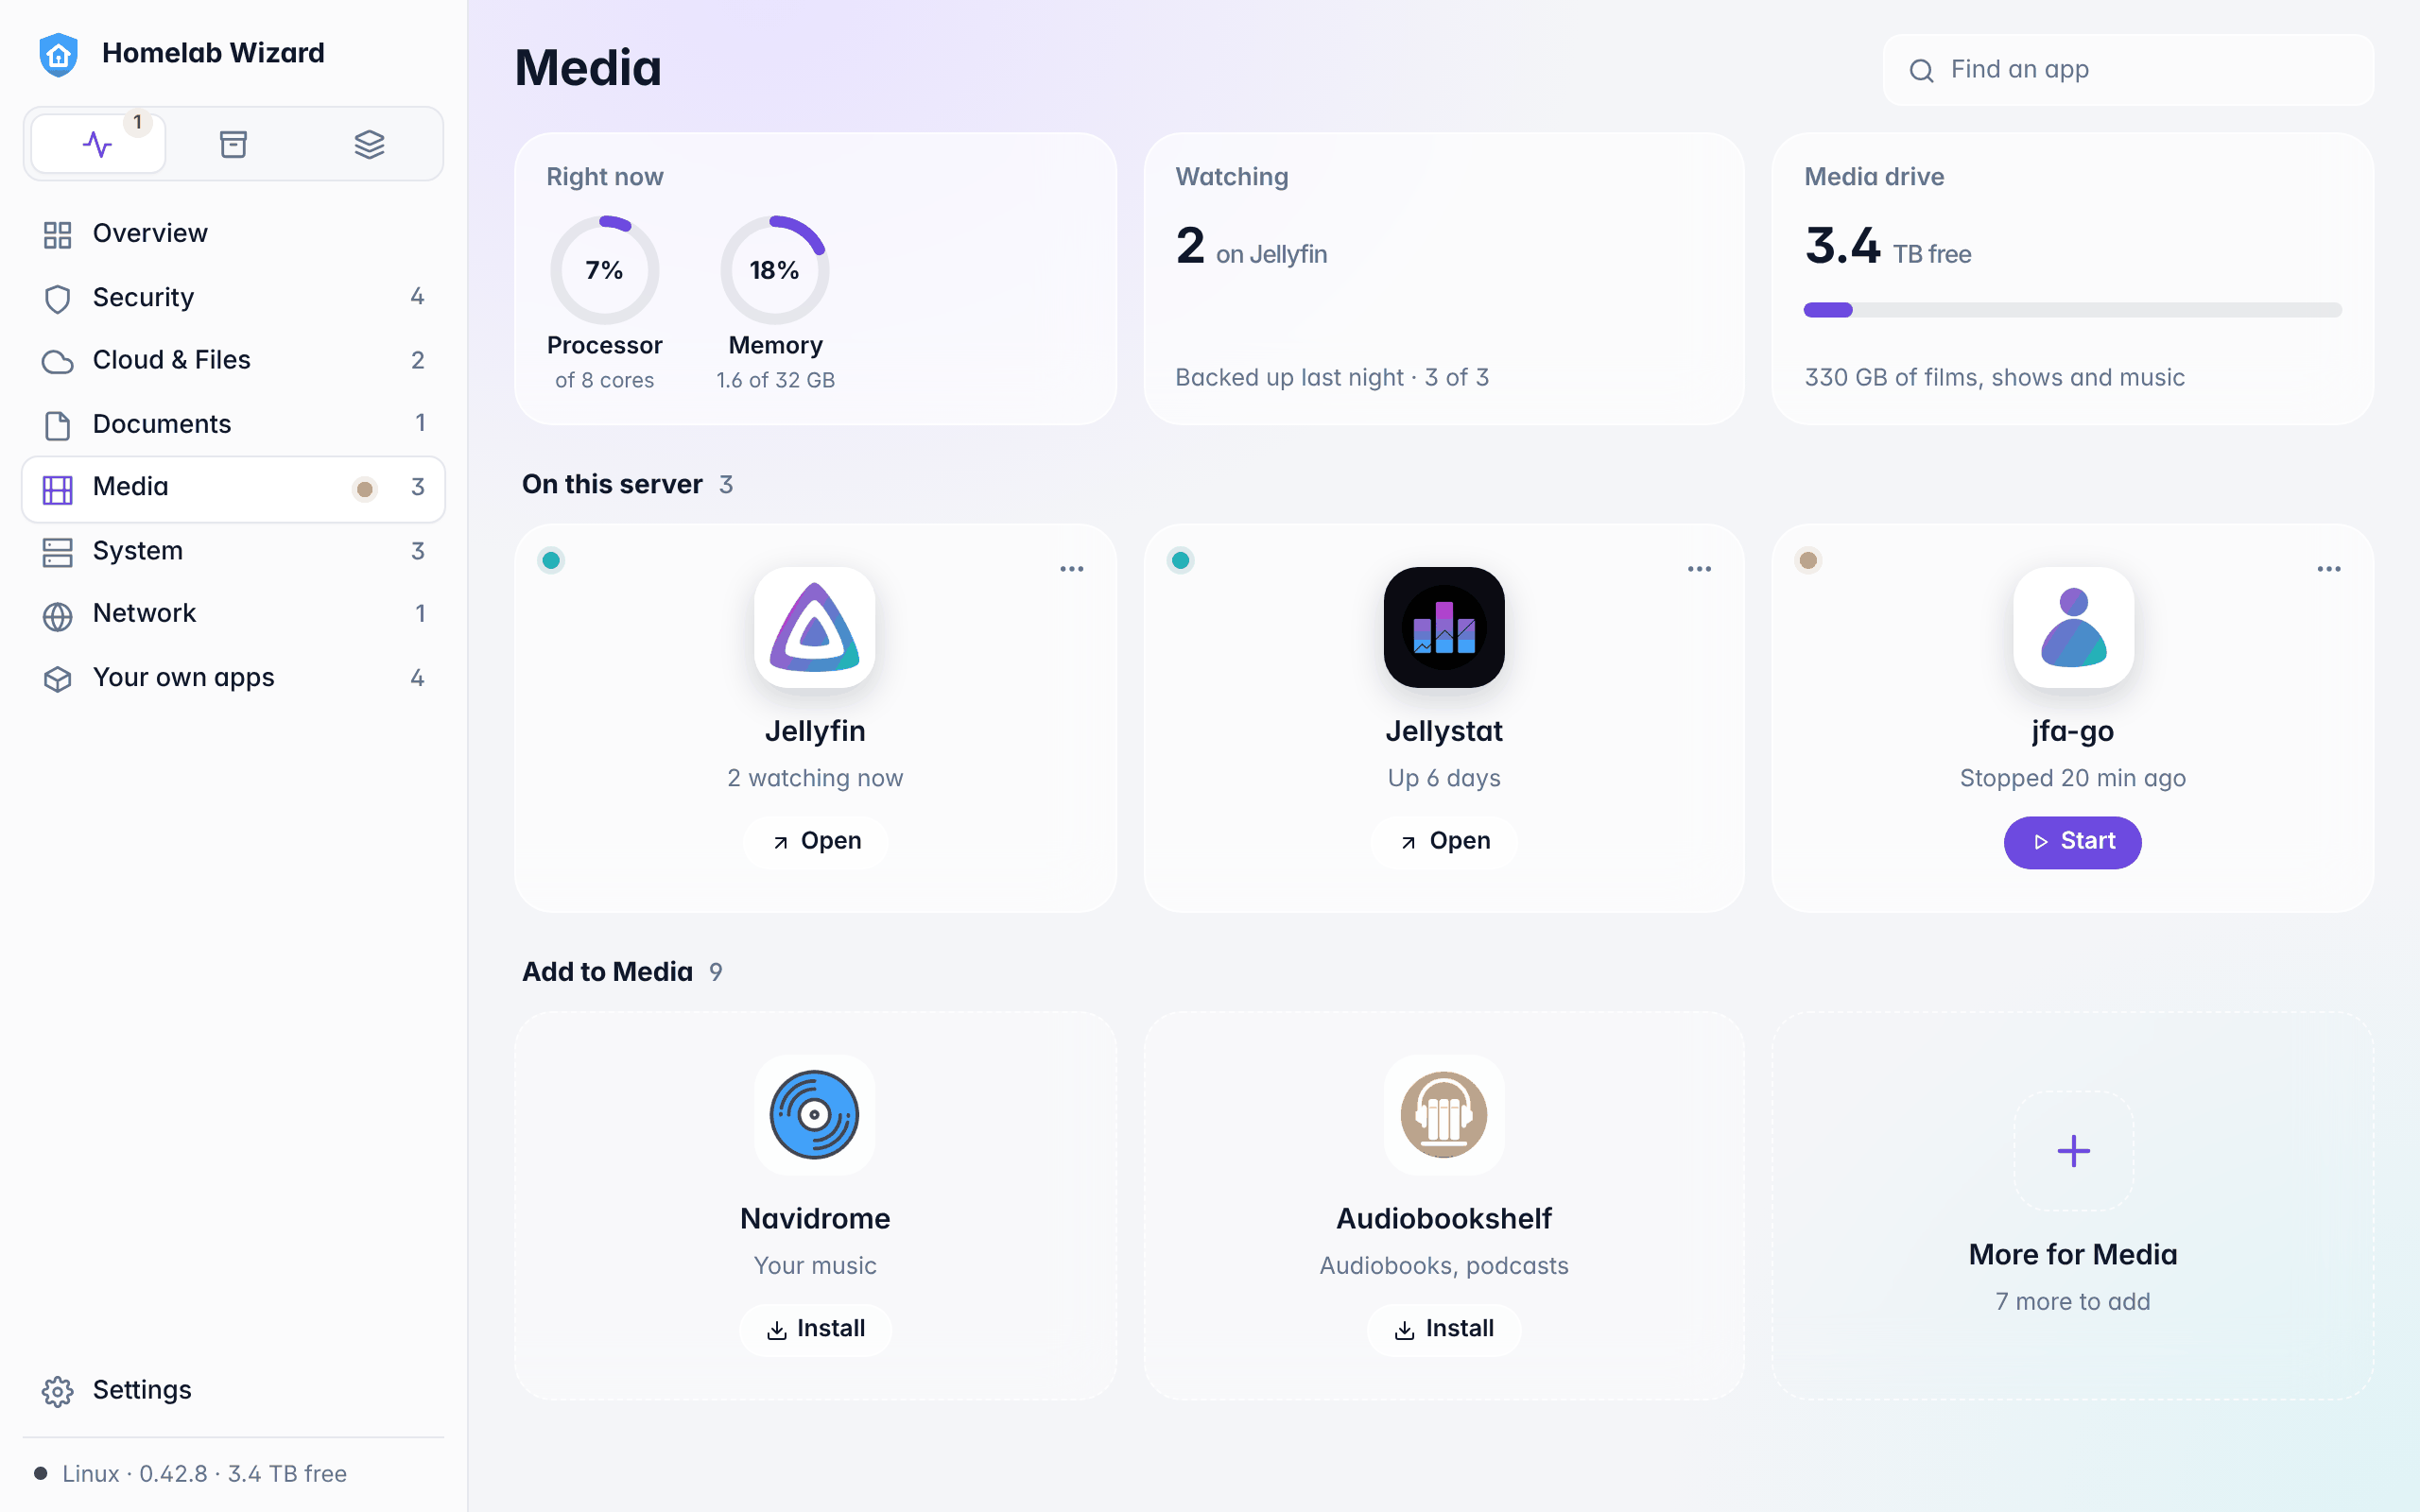 Homelab Wizard
1
Overview
Security 4
Cloud & Files 2
Documents 1
Media 3
System 3
Network 1
Your own apps 4
Settings
Linux · 0.42.8 · 3.4 TB free
Media
Find an app
Right now
7%
18%
Processor
Memory
of 8 cores
1.6 of 32 GB
Watching
2 on Jellyfin
Backed up last night · 3 of 3
Media drive
3.4 TB free
330 GB of films, shows and music
On this server 3
Jellyfin
2 watching now
Open
Jellystat
Up 6 days
Open
jfa-go
Stopped 20 min ago
Start
Add to Media 9
Navidrome
Your music
Install
Audiobookshelf
Audiobooks, podcasts
Install
More for Media
7 more to add